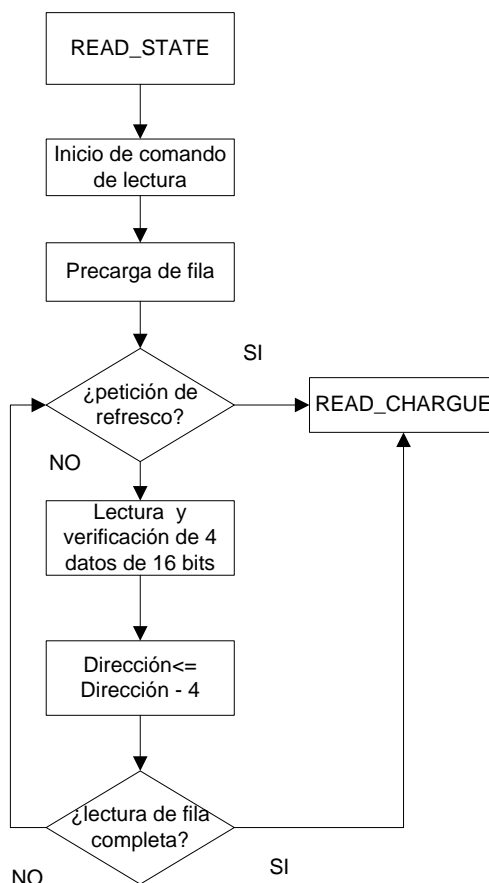 READ_STATE
Inicio de comando
de lectura
Precarga de fila
SI
¿petición de
refresco?
READ_CHARGUE
NO
Lectura y
verificación de 4
datos de 16 bits
Dirección<=
Dirección - 4
¿lectura de fila
completa?
NO
SI